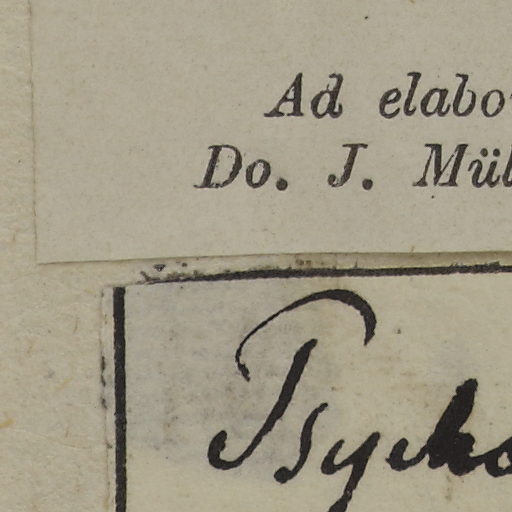 Ad elabo
Do. J. Mül
Psycho